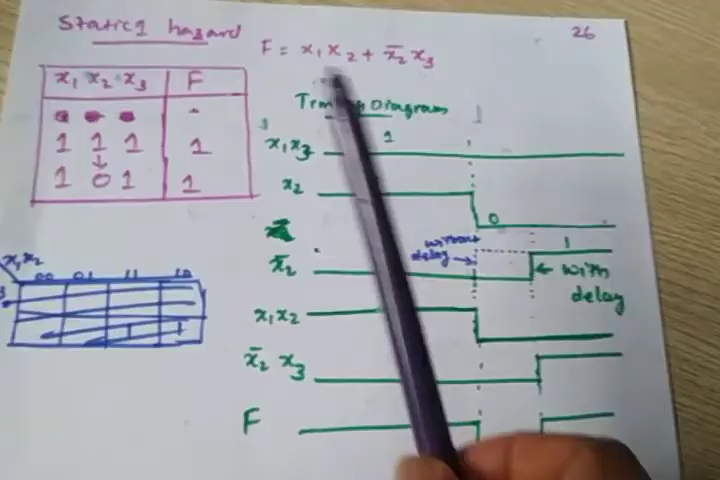 Static 1 hazard
26
F = x₁x₂ + x̄₂x₃
x₁ x₂ x₃ F
1 1 1 1
1 0 1 1
Diagram
x₁x₃ 1
x₂ 0
without delay → 1
x̄₂ ← with delay
x₁x₂
x̄₂ x₃
F
x₁x₂
00 01 11 10